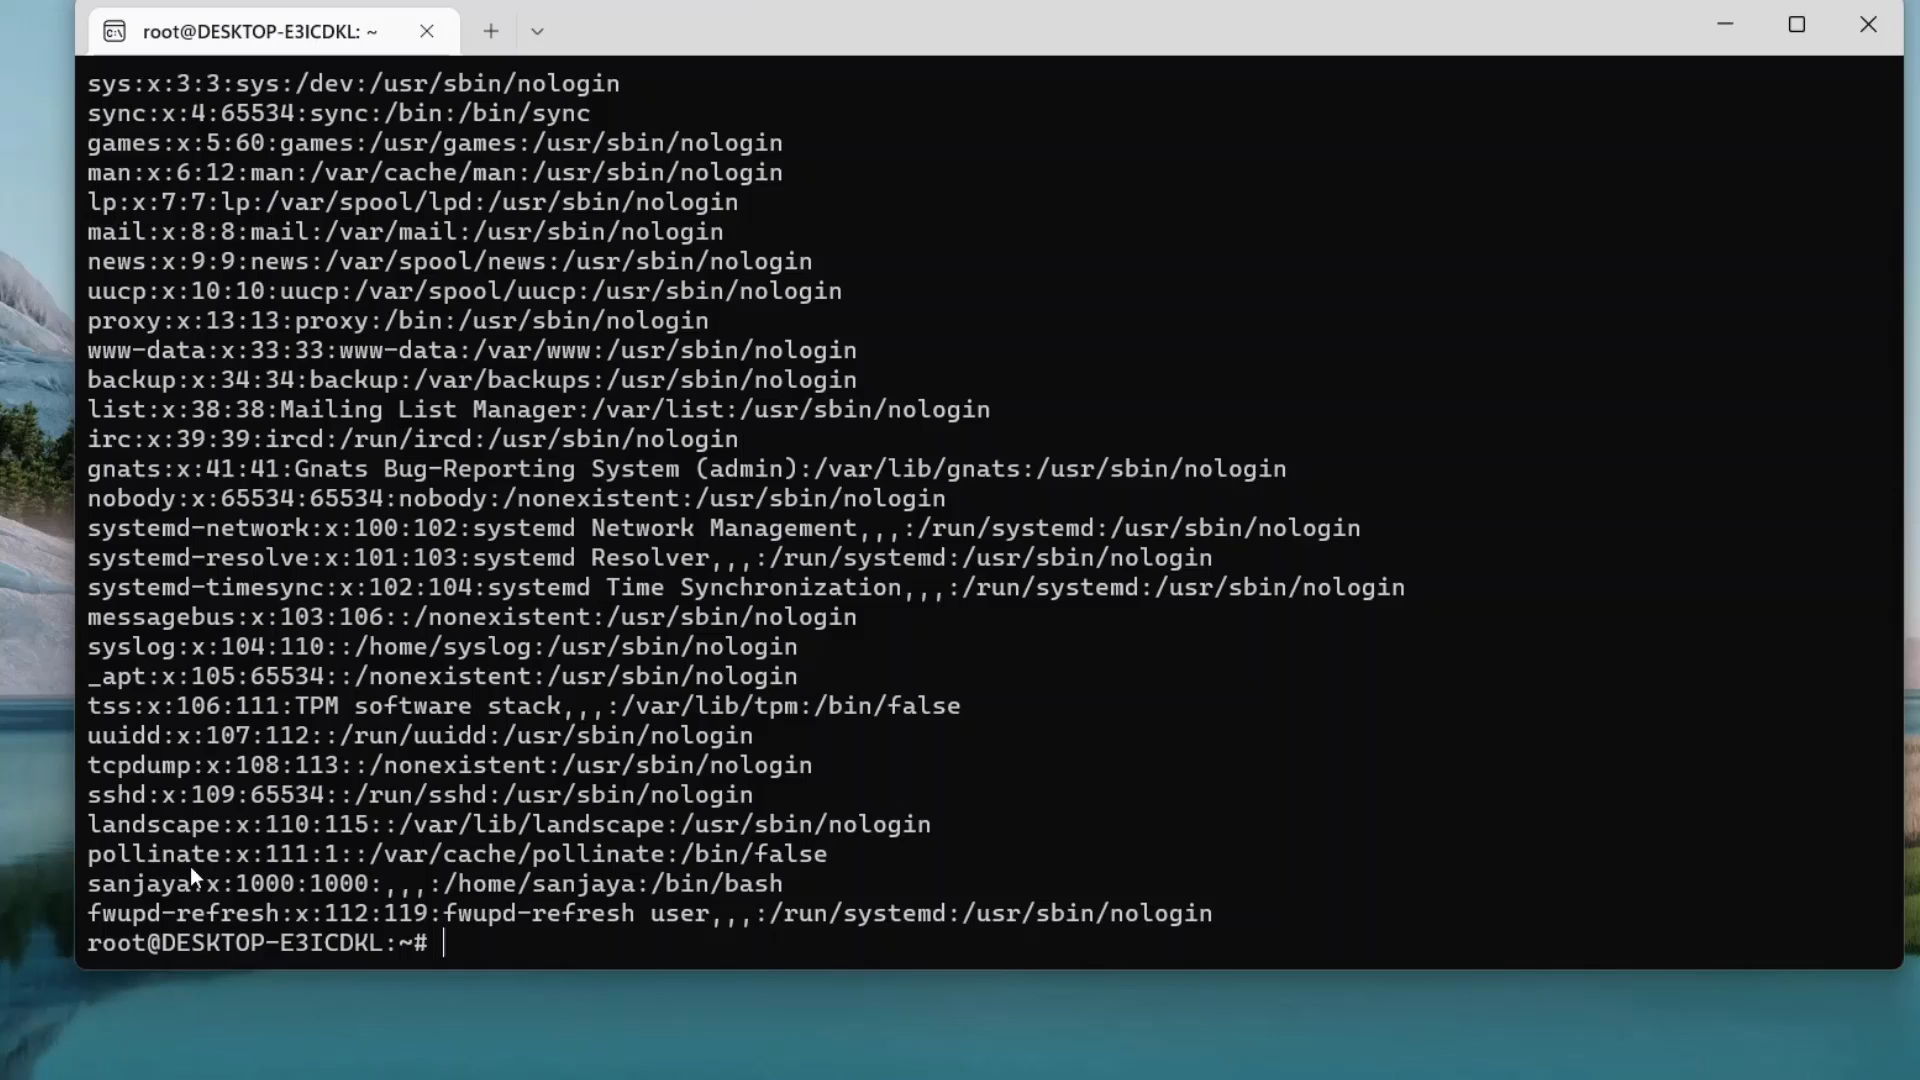 root@DESKTOP-E3ICDKL: ~
sys:x:3:3:sys:/dev:/usr/sbin/nologin
sync:x:4:65534:sync:/bin:/bin/sync
games:x:5:60:games:/usr/games:/usr/sbin/nologin
man:x:6:12:man:/var/cache/man:/usr/sbin/nologin
lp:x:7:7:lp:/var/spool/lpd:/usr/sbin/nologin
mail:x:8:8:mail:/var/mail:/usr/sbin/nologin
news:x:9:9:news:/var/spool/news:/usr/sbin/nologin
uucp:x:10:10:uucp:/var/spool/uucp:/usr/sbin/nologin
proxy:x:13:13:proxy:/bin:/usr/sbin/nologin
www-data:x:33:33:www-data:/var/www:/usr/sbin/nologin
backup:x:34:34:backup:/var/backups:/usr/sbin/nologin
list:x:38:38:Mailing List Manager:/var/list:/usr/sbin/nologin
irc:x:39:39:ircd:/run/ircd:/usr/sbin/nologin
gnats:x:41:41:Gnats Bug-Reporting System (admin):/var/lib/gnats:/usr/sbin/nologin
nobody:x:65534:65534:nobody:/nonexistent:/usr/sbin/nologin
systemd-network:x:100:102:systemd Network Management,,,:/run/systemd:/usr/sbin/nologin
systemd-resolve:x:101:103:systemd Resolver,,,:/run/systemd:/usr/sbin/nologin
systemd-timesync:x:102:104:systemd Time Synchronization,,,:/run/systemd:/usr/sbin/nologin
messagebus:x:103:106::/nonexistent:/usr/sbin/nologin
syslog:x:104:110::/home/syslog:/usr/sbin/nologin
_apt:x:105:65534::/nonexistent:/usr/sbin/nologin
tss:x:106:111:TPM software stack,,,:/var/lib/tpm:/bin/false
uuidd:x:107:112::/run/uuidd:/usr/sbin/nologin
tcpdump:x:108:113::/nonexistent:/usr/sbin/nologin
sshd:x:109:65534::/run/sshd:/usr/sbin/nologin
landscape:x:110:115::/var/lib/landscape:/usr/sbin/nologin
pollinate:x:111:1::/var/cache/pollinate:/bin/false
sanjaya:x:1000:1000:,,,:/home/sanjaya:/bin/bash
fwupd-refresh:x:112:119:fwupd-refresh user,,,:/run/systemd:/usr/sbin/nologin
root@DESKTOP-E3ICDKL:~#